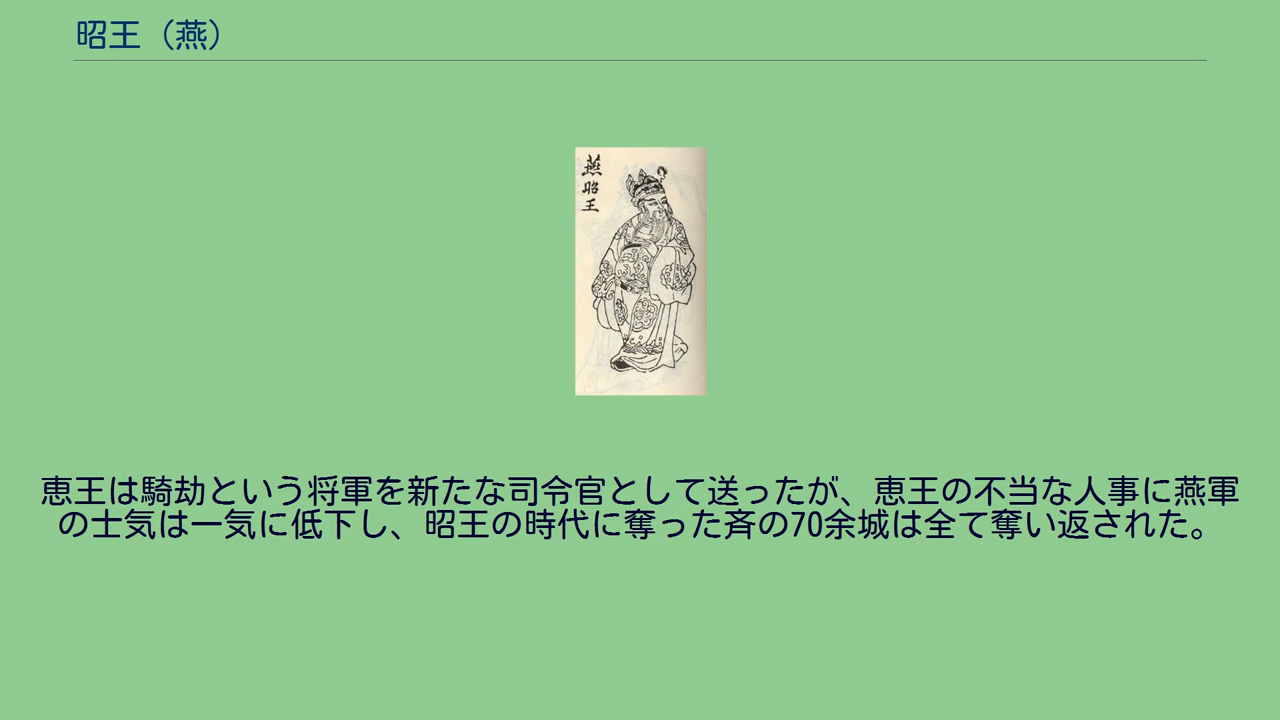 昭王（燕）
燕
昭
王
恵王は騎劫という将軍を新たな司令官として送ったが、恵王の不当な人事に燕軍
の士気は一気に低下し、昭王の時代に奪った斉の70余城は全て奪い返された。